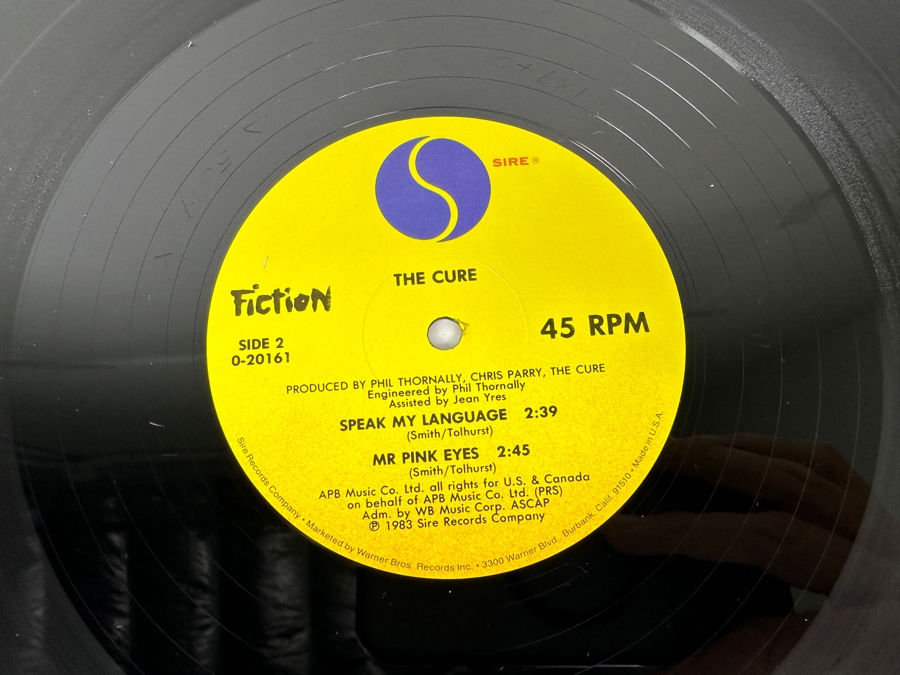 SIRE ®
THE CURE
Fiction
45 RPM
SIDE 2
0-20161
PRODUCED BY PHIL THORNALLY, CHRIS PARRY, THE CURE
Engineered by Phil Thornally
Assisted by Jean Yres
SPEAK MY LANGUAGE 2:39
(Smith/Tolhurst)
MR PINK EYES 2:45
(Smith/Tolhurst)
APB Music Co. Ltd. all rights for U.S. & Canada
on behalf of APB Music Co. Ltd. (PRS)
Adm. by WB Music Corp. ASCAP
℗ 1983 Sire Records Company
Sire Records Company • Marketed by Warner Bros. Records Inc. • 3300 Warner Blvd., Burbank, Calif. 91510 • Made in U.S.A.